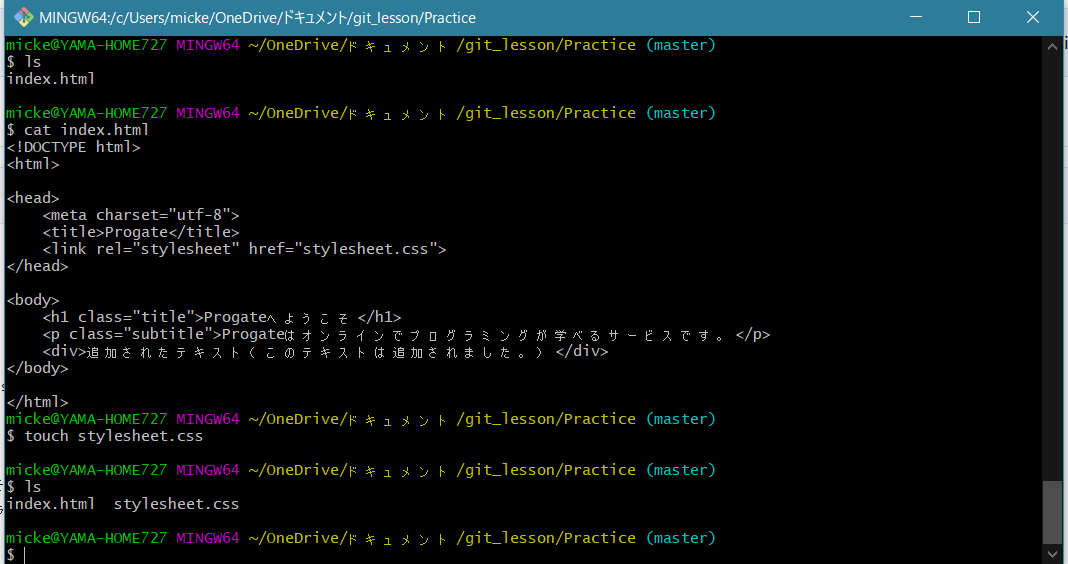 MINGW64:/c/Users/micke/OneDrive/ドキュメント/git_lesson/Practice
micke@YAMA-HOME727 MINGW64 ~/OneDrive/ドキュメント/git_lesson/Practice (master)
$ ls
index.html
micke@YAMA-HOME727 MINGW64 ~/OneDrive/ドキュメント/git_lesson/Practice (master)
$ cat index.html
<!DOCTYPE html>
<html>
<head>
    <meta charset="utf-8">
    <title>Progate</title>
    <link rel="stylesheet" href="stylesheet.css">
</head>
<body>
    <h1 class="title">Progateへようこそ</h1>
    <p class="subtitle">Progateはオンラインでプログラミングが学べるサービスです。</p>
    <div>追加されたテキスト(このテキストは追加されました。)</div>
</body>
</html>
micke@YAMA-HOME727 MINGW64 ~/OneDrive/ドキュメント/git_lesson/Practice (master)
$ touch stylesheet.css
micke@YAMA-HOME727 MINGW64 ~/OneDrive/ドキュメント/git_lesson/Practice (master)
$ ls
index.html  stylesheet.css
micke@YAMA-HOME727 MINGW64 ~/OneDrive/ドキュメント/git_lesson/Practice (master)
$